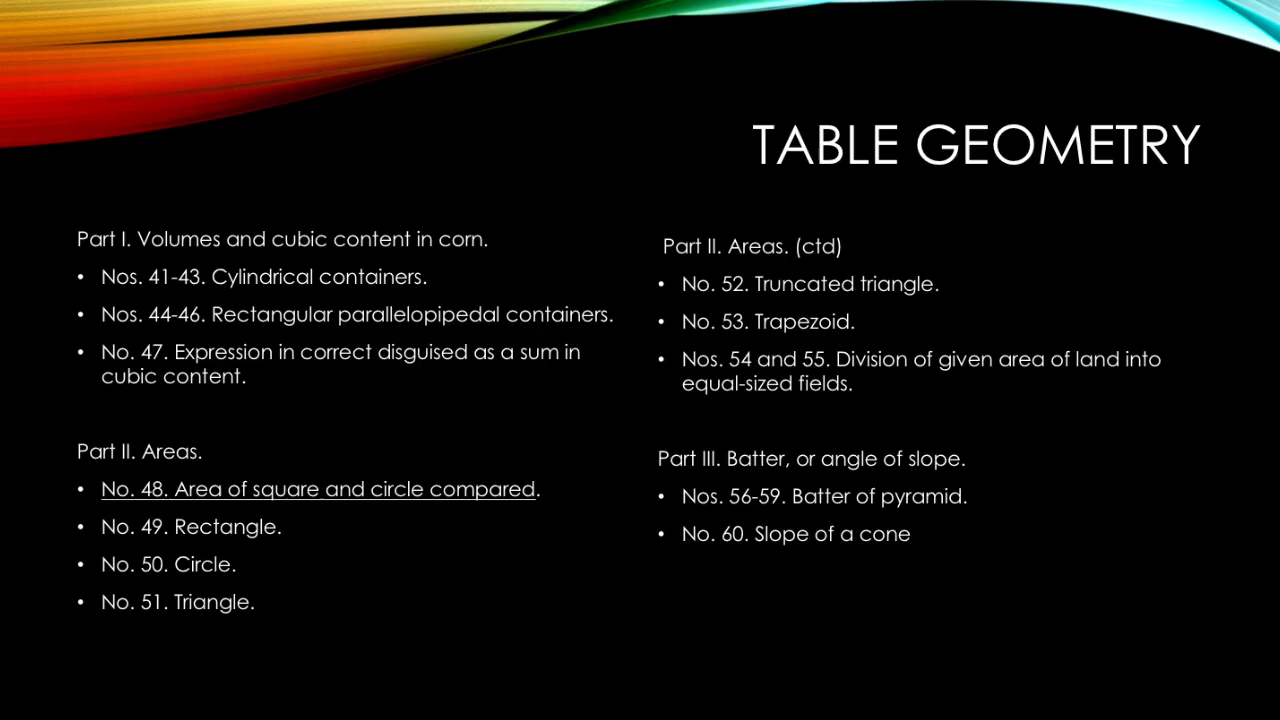 TABLE GEOMETRY
Part I. Volumes and cubic content in corn.
• Nos. 41-43. Cylindrical containers.
• Nos. 44-46. Rectangular parallelopipedal containers.
• No. 47. Expression in correct disguised as a sum in
cubic content.
Part II. Areas.
• No. 48. Area of square and circle compared.
• No. 49. Rectangle.
• No. 50. Circle.
• No. 51. Triangle.
Part II. Areas. (ctd)
• No. 52. Truncated triangle.
• No. 53. Trapezoid.
• Nos. 54 and 55. Division of given area of land into
equal-sized fields.
Part III. Batter, or angle of slope.
• Nos. 56-59. Batter of pyramid.
• No. 60. Slope of a cone